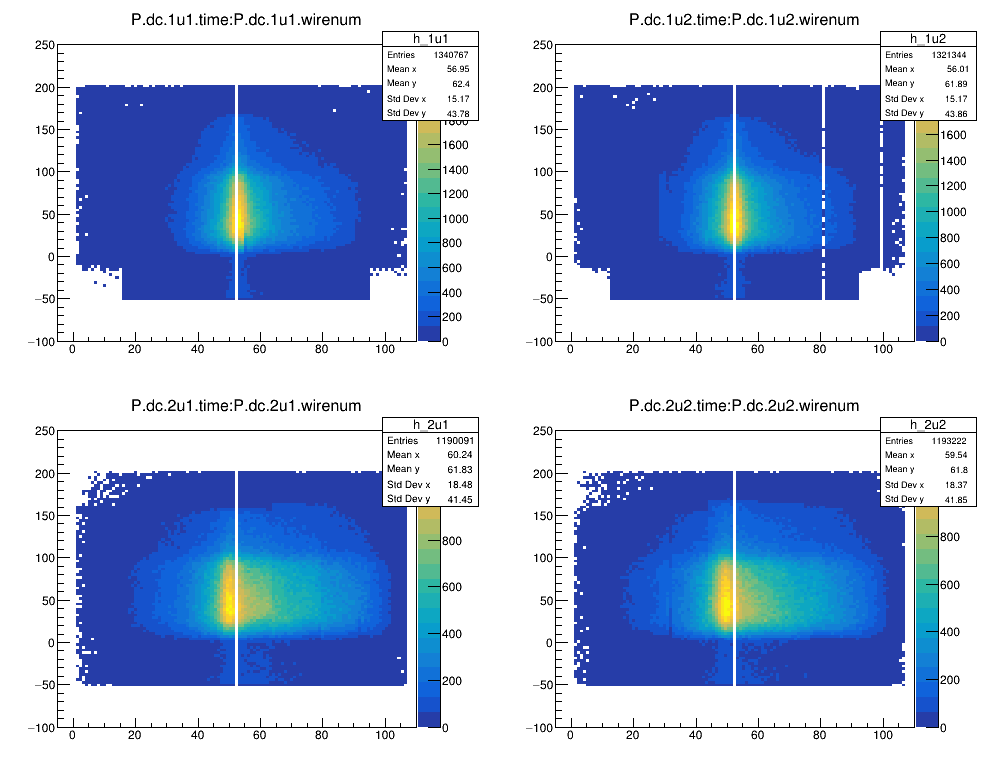 P.dc.1u1.time:P.dc.1u1.wirenum
h_1u1
Entries 1340767
Mean x 56.95
Mean y 62.4
Std Dev x 15.17
Std Dev y 43.78
250
200
150
100
50
0
−50
−100
0 20 40 60 80 100
1800
1600
1400
1200
1000
800
600
400
200
0
P.dc.1u2.time:P.dc.1u2.wirenum
h_1u2
Entries 1321344
Mean x 56.01
Mean y 61.89
Std Dev x 15.17
Std Dev y 43.86
250
200
150
100
50
0
−50
−100
0 20 40 60 80 100
1600
1400
1200
1000
800
600
400
200
0
P.dc.2u1.time:P.dc.2u1.wirenum
h_2u1
Entries 1190091
Mean x 60.24
Mean y 61.83
Std Dev x 18.48
Std Dev y 41.45
250
200
150
100
50
0
−50
−100
0 20 40 60 80 100
800
600
400
200
0
P.dc.2u2.time:P.dc.2u2.wirenum
h_2u2
Entries 1193222
Mean x 59.54
Mean y 61.8
Std Dev x 18.37
Std Dev y 41.85
250
200
150
100
50
0
−50
−100
0 20 40 60 80 100
800
600
400
200
0